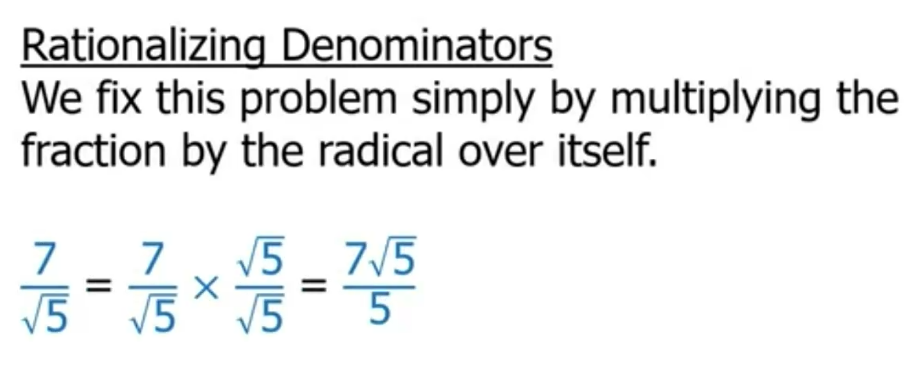 Rationalizing Denominators
We fix this problem simply by multiplying the
fraction by the radical over itself.
7/√5 = 7/√5 × √5/√5 = 7√5/5